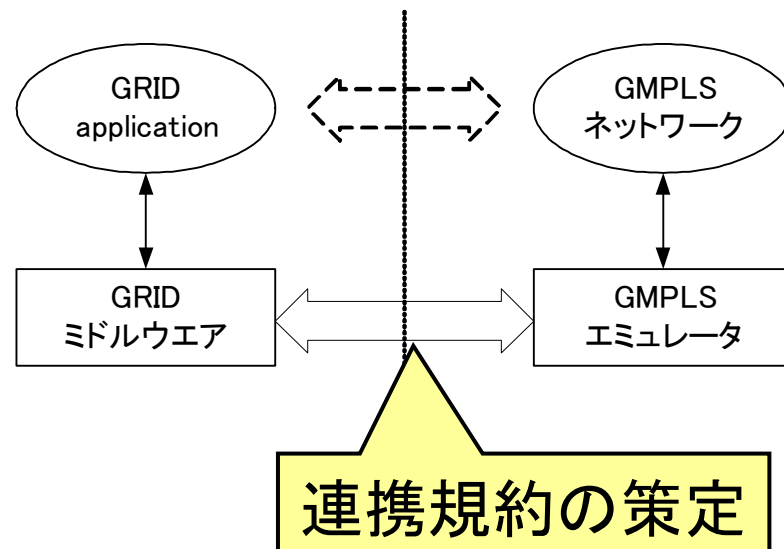 GRID
application
GMPLS
ネットワーク
GRID
ミドルウエア
GMPLS
エミュレータ
連携規約の策定